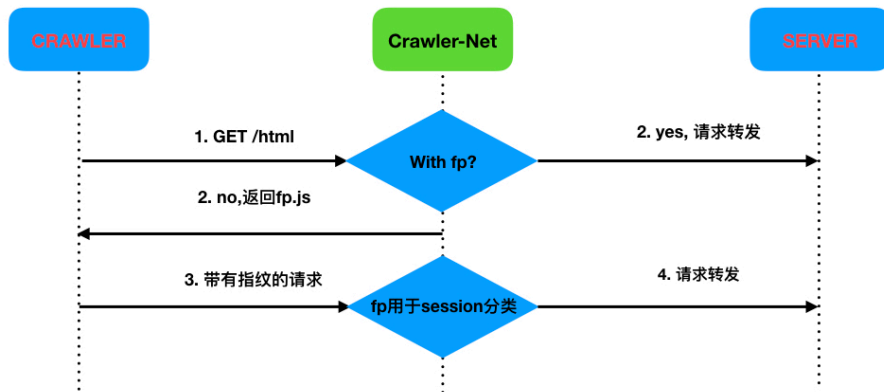 CRAWLER
Crawler-Net
SERVER
1. GET /html
With fp?
2. yes, 请求转发
2. no,返回fp.js
3. 带有指纹的请求
fp用于session分类
4. 请求转发